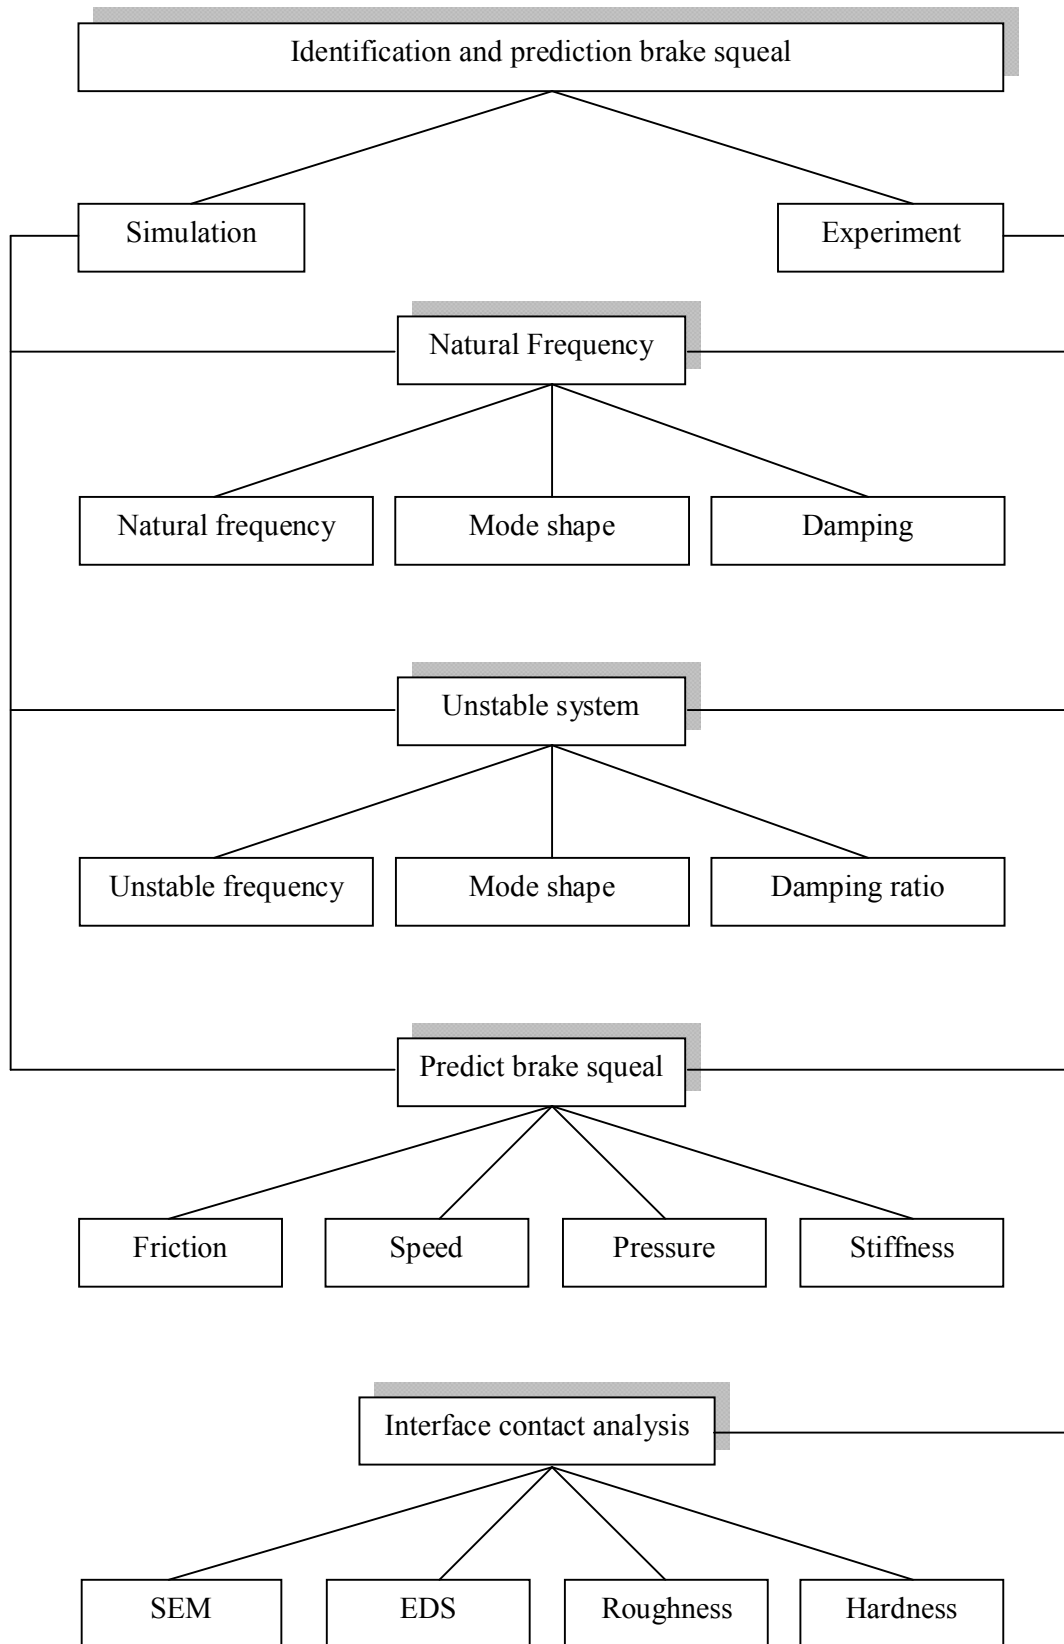 Identification and prediction brake squeal
Simulation
Experiment
Natural Frequency
Natural frequency
Mode shape
Damping
Unstable system
Unstable frequency
Mode shape
Damping ratio
Predict brake squeal
Friction
Speed
Pressure
Stiffness
Interface contact analysis
SEM
EDS
Roughness
Hardness